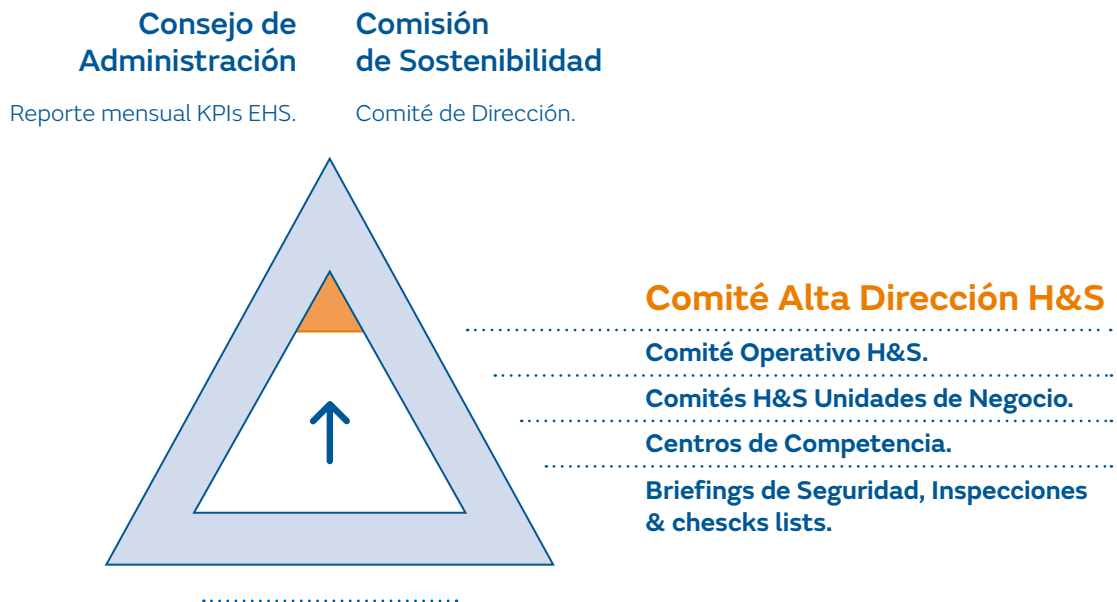 Consejo de
Administración
Reporte mensual KPIs EHS.
Comisión
de Sostenibilidad
Comité de Dirección.
Comité Alta Dirección H&S
Comité Operativo H&S.
Comités H&S Unidades de Negocio.
Centros de Competencia.
Briefings de Seguridad, Inspecciones
& chescks lists.